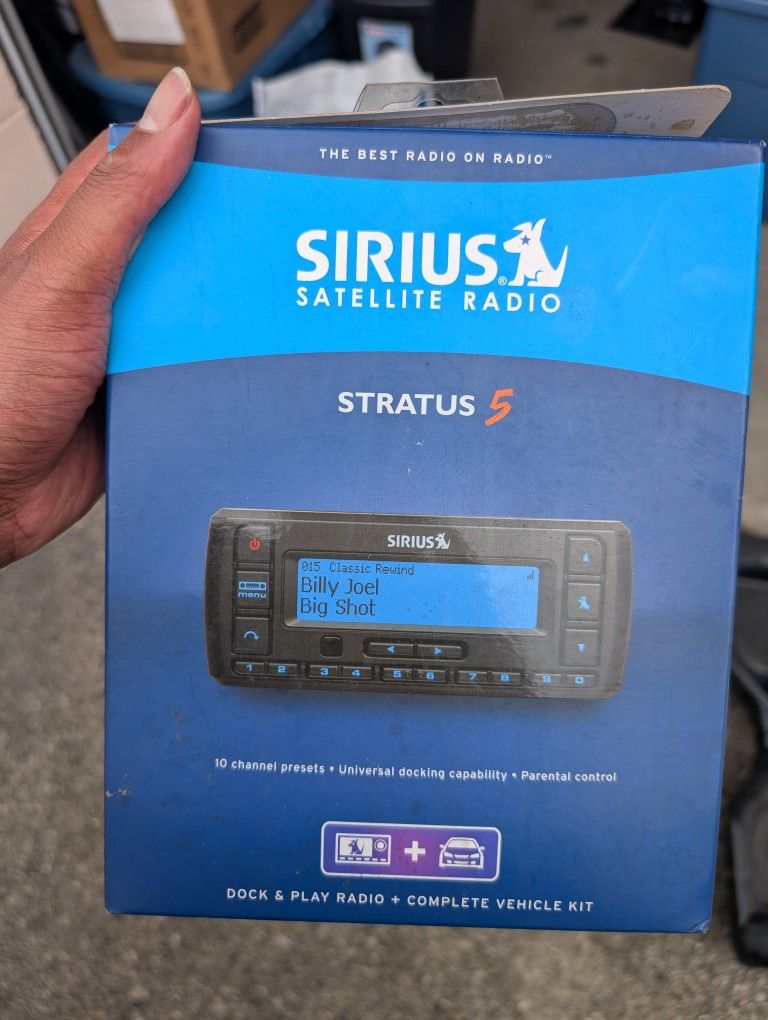 THE BEST RADIO ON RADIO™
SIRIUS®
SATELLITE RADIO
STRATUS 5
SIRIUS
015 Classic Rewind
Billy Joel
Big Shot
menu
1 2 3 4 5 6 7 8 9 0
10 channel presets • Universal docking capability • Parental control
DOCK & PLAY RADIO + COMPLETE VEHICLE KIT